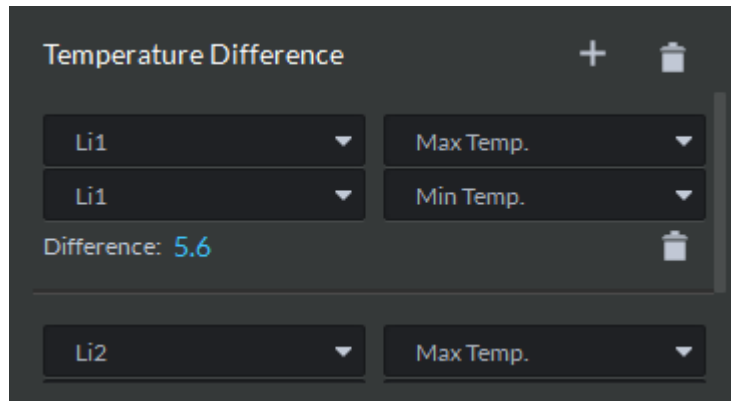 Temperature Difference
Li1 Max Temp.
Li1 Min Temp.
Difference: 5.6
Li2 Max Temp.